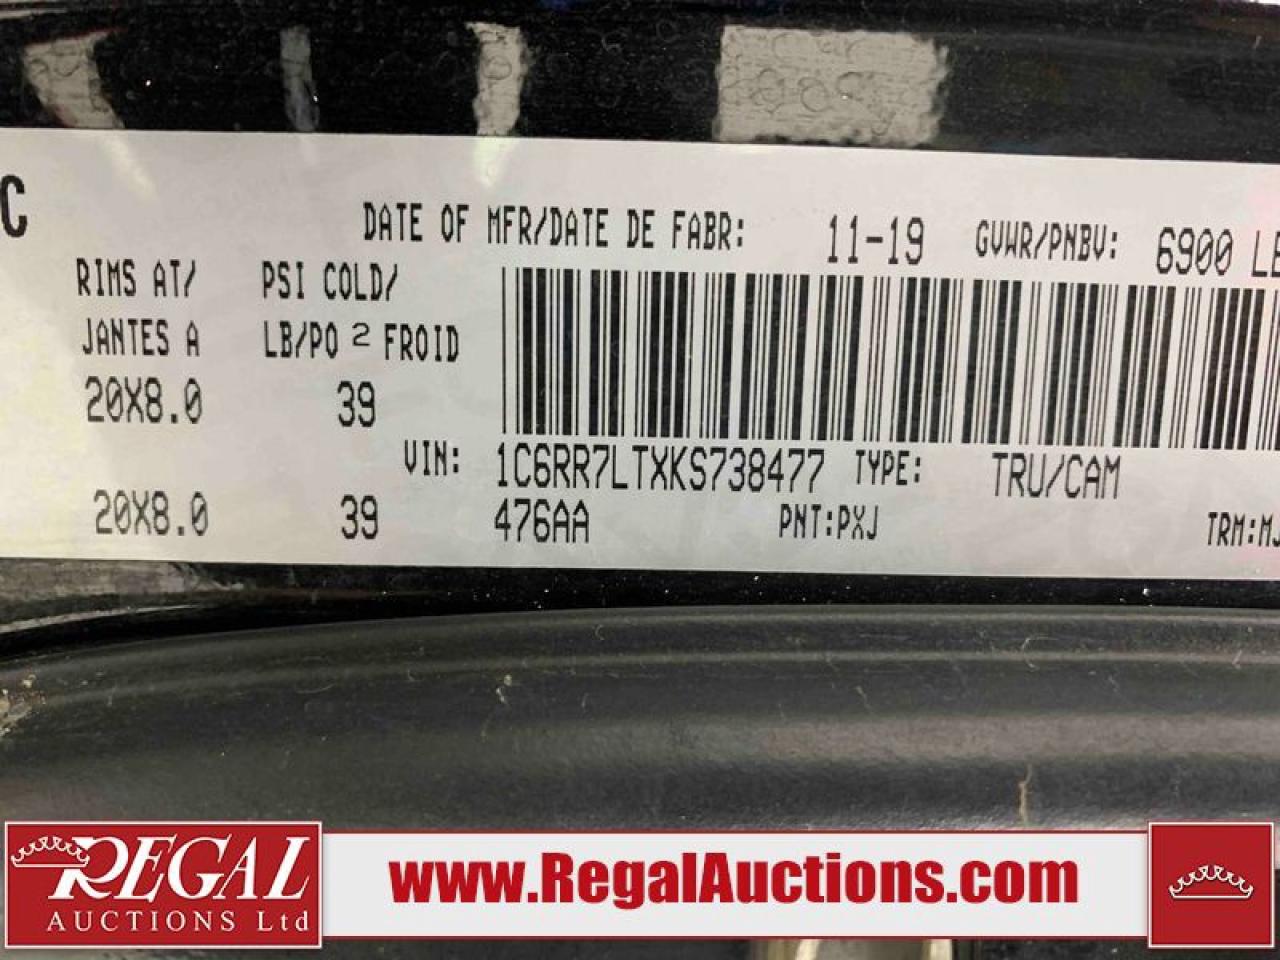 C
DATE OF MFR/DATE DE FABR: 11-19 GVWR/PNBV: 6900 LB
RIMS AT/ PSI COLD/
JANTES A LB/PO 2 FROID
20X8.0 39
VIN: 1C6RR7LTXKS738477 TYPE: TRU/CAM
20X8.0 39 476AA PNT:PXJ TRM:MJ
REGAL
AUCTIONS Ltd
www.RegalAuctions.com